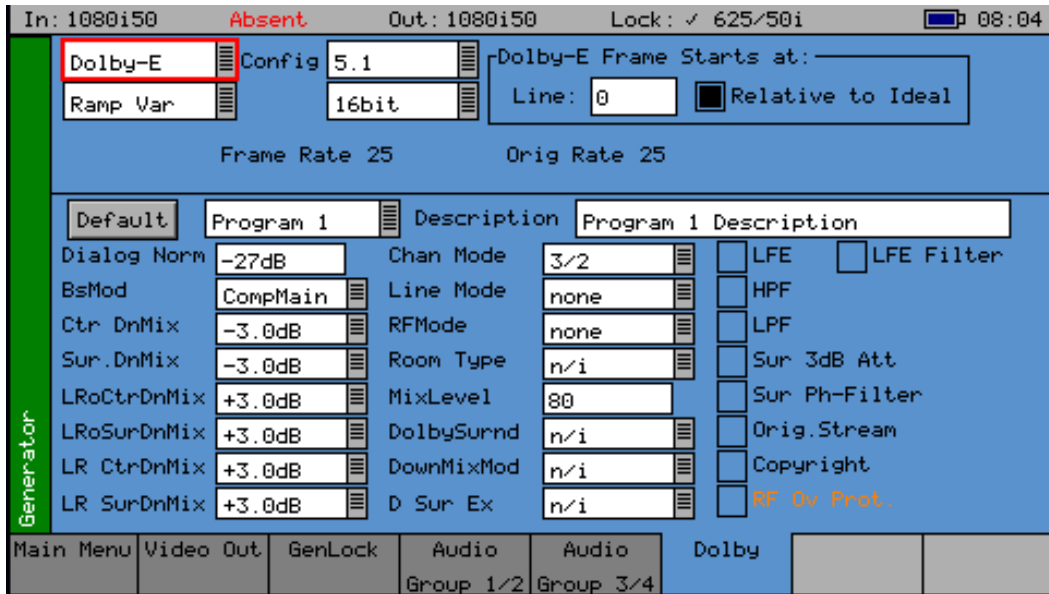 In: 1080i50 Absent Out: 1080i50 Lock: ✓ 625/50i 08:04
Dolby-E Config 5.1 Dolby-E Frame Starts at:
Ramp Var 16bit Line: 0 Relative to Ideal
Frame Rate 25 Orig Rate 25
Default Program 1 Description Program 1 Description
Dialog Norm -27dB Chan Mode 3/2 LFE LFE Filter
BsMod CompMain Line Mode none HPF
Ctr DnMix -3.0dB RFMode none LPF
Sur.DnMix -3.0dB Room Type n/i Sur 3dB Att
LRoCtrDnMix +3.0dB MixLevel 80 Sur Ph-Filter
LRoSurDnMix +3.0dB DolbySurnd n/i Orig.Stream
LR CtrDnMix +3.0dB DownMixMod n/i Copyright
LR SurDnMix +3.0dB D Sur Ex n/i RF Ov Prot.
Generator
Main Menu Video Out GenLock Audio Audio Dolby
Group 1/2 Group 3/4